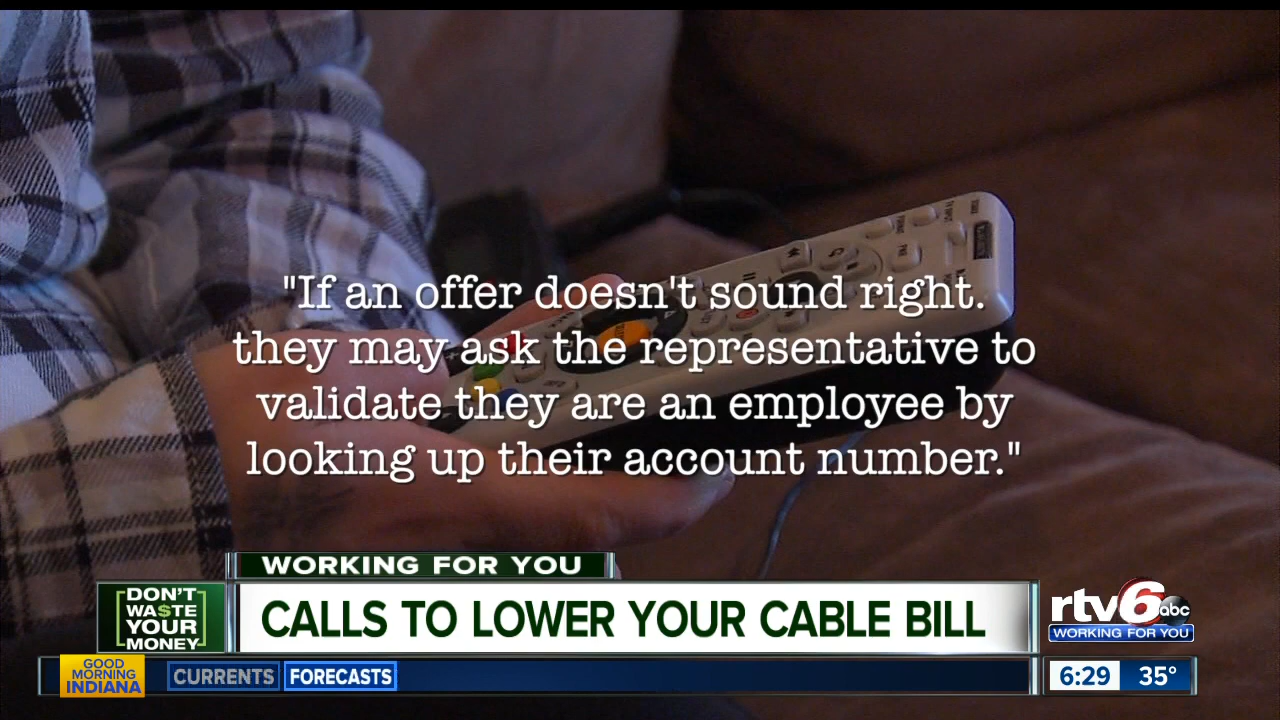 "If an offer doesn't sound right.
they may ask the representative to
validate they are an employee by
looking up their account number."
WORKING FOR YOU
DON'T
WA$TE
YOUR
MONEY
CALLS TO LOWER YOUR CABLE BILL
rtv6 abc
WORKING FOR YOU
GOOD
MORNING
INDIANA
CURRENTS
FORECASTS
6:29
35°